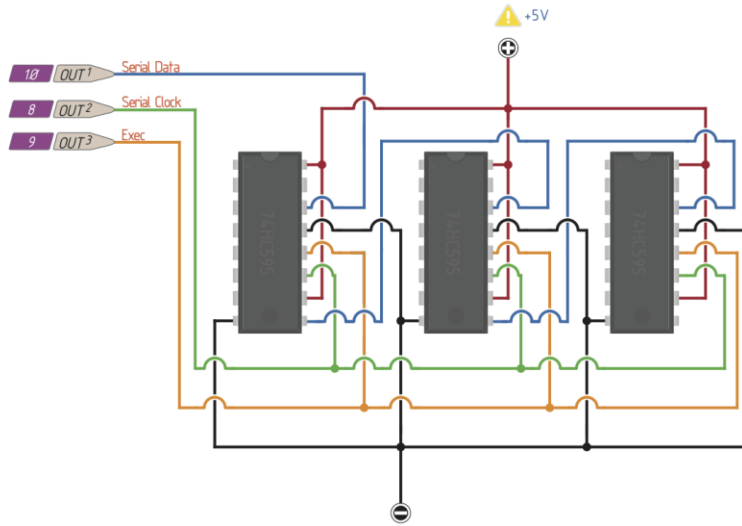 +5V
10 OUT1 Serial Data
8 OUT2 Serial Clock
9 OUT3 Exec
74HC595 74HC595 74HC595